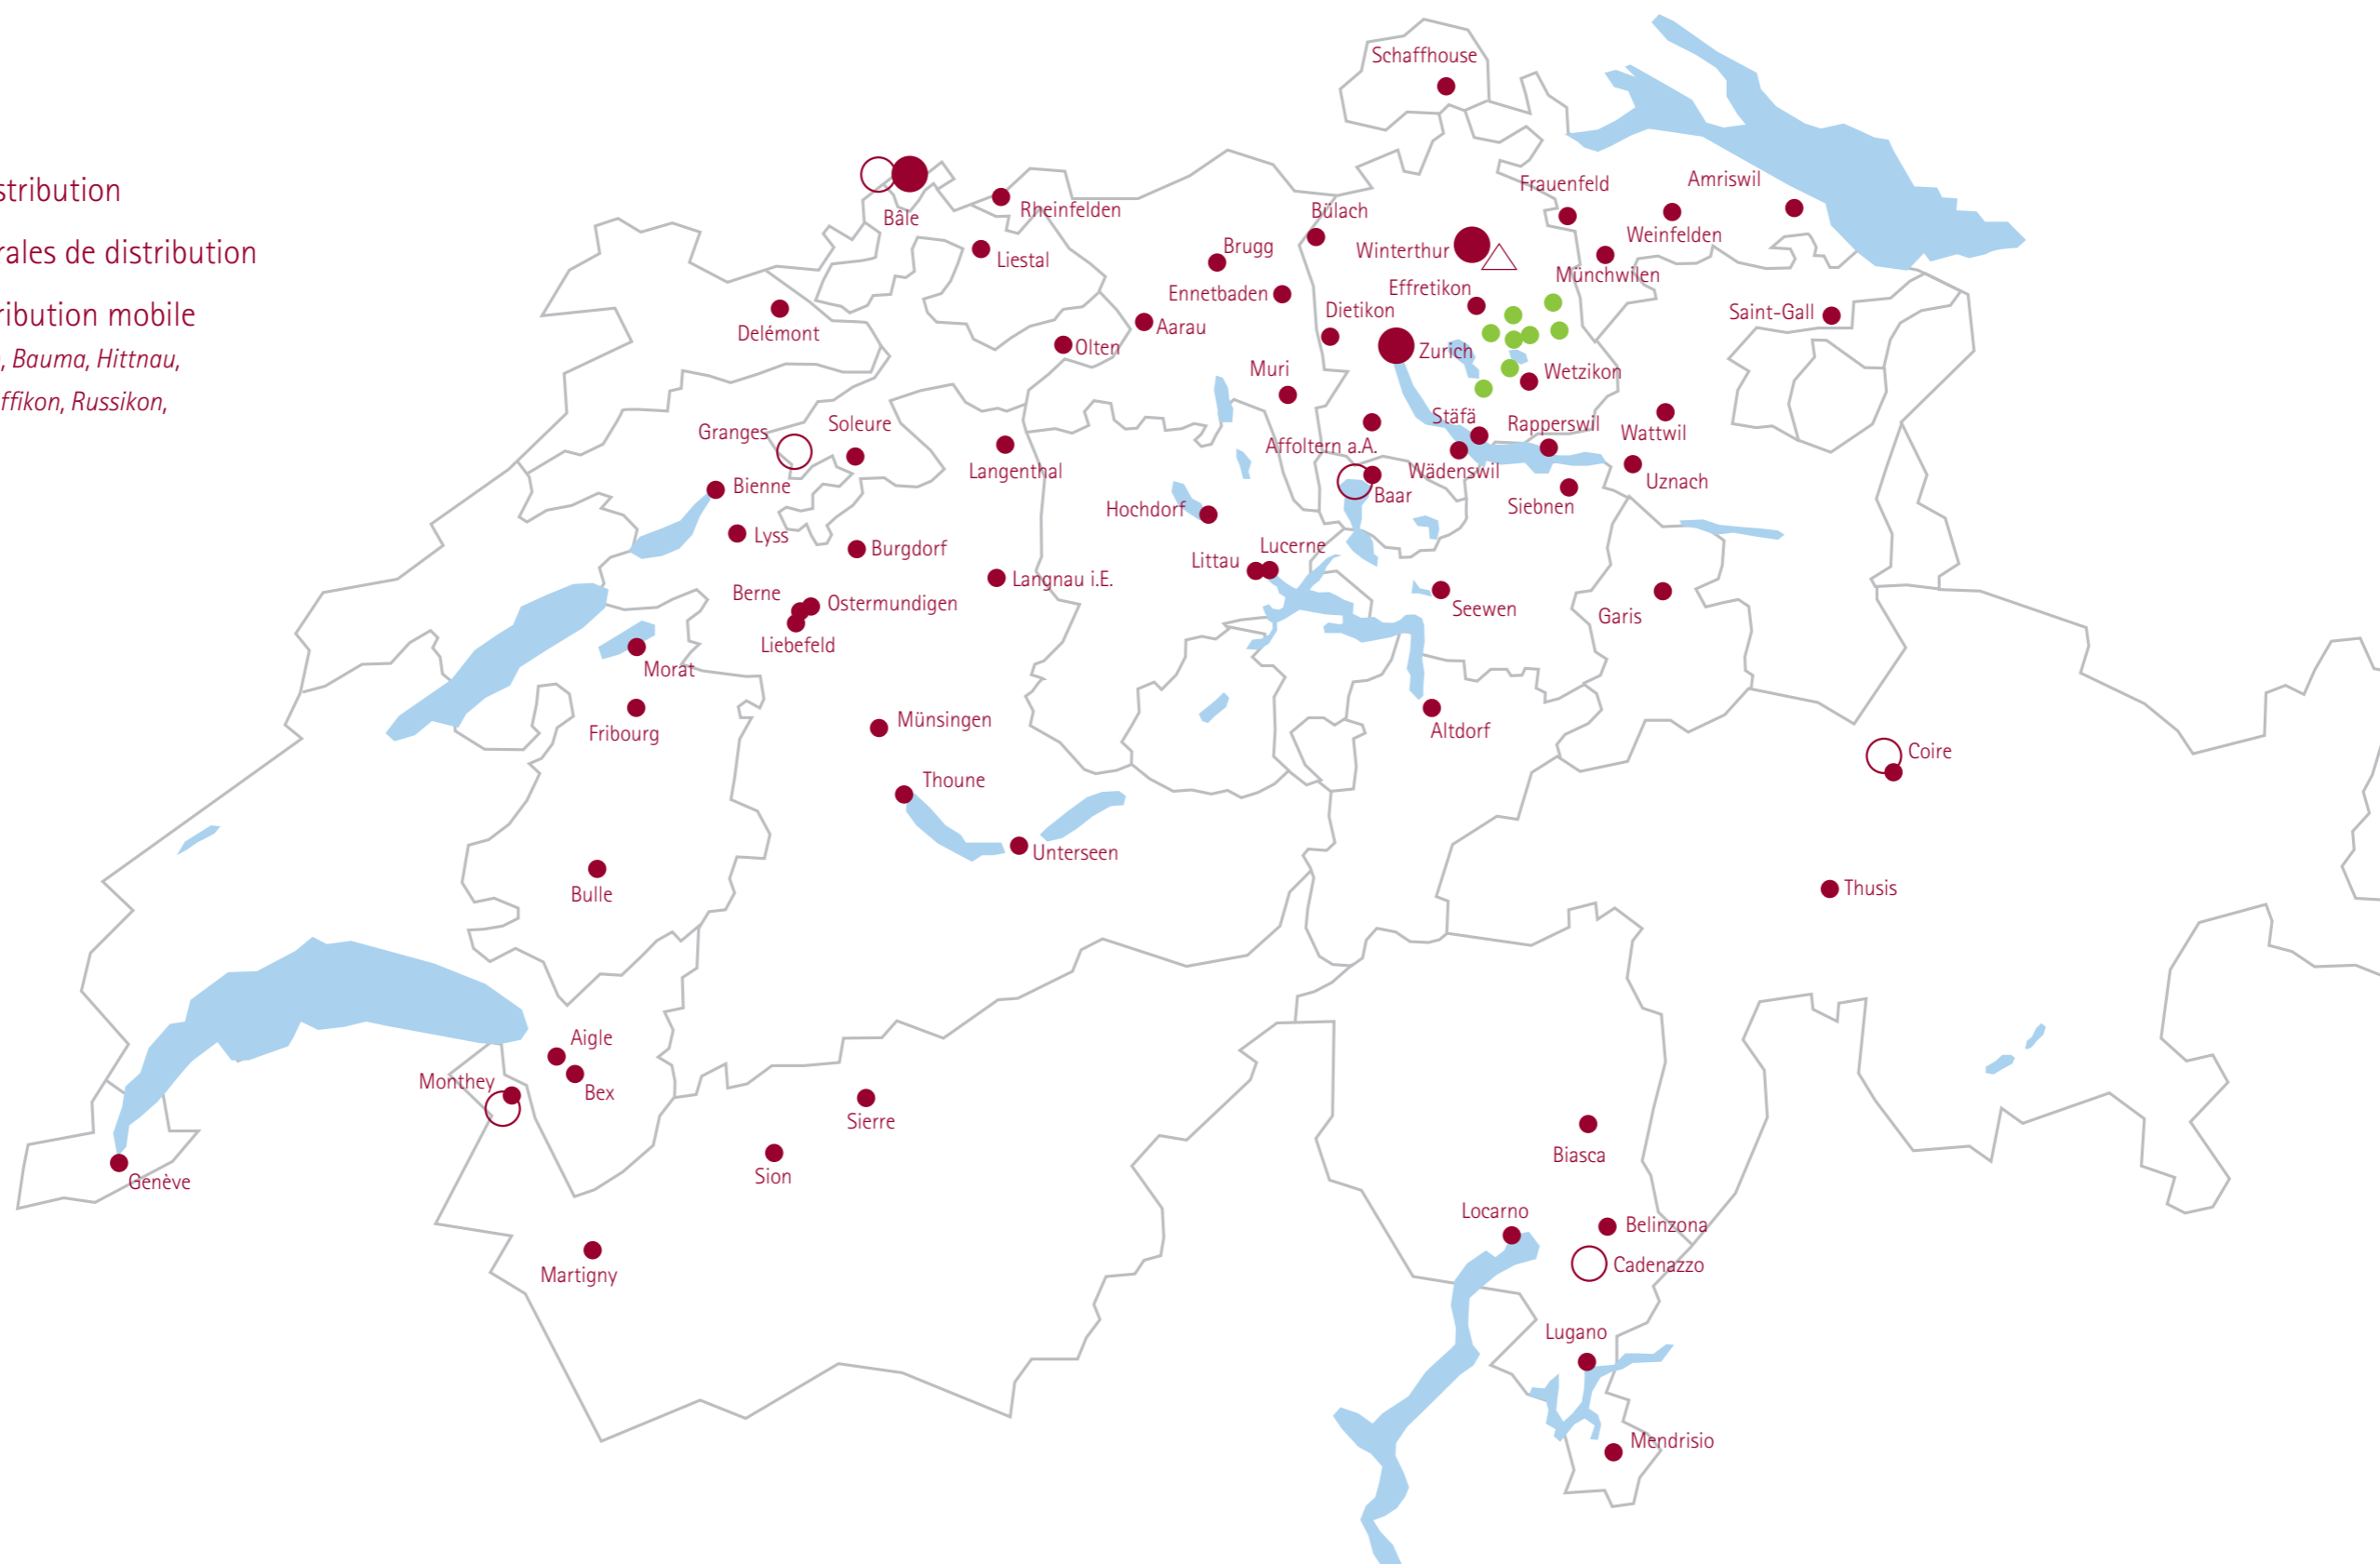 stribution
rales de distribution
ribution mobile
, Bauma, Hittnau,
ffikon, Russikon,
Schaffhouse
Frauenfeld
Amriswil
Bâle
Rheinfelden
Bülach
Weinfelden
Brugg
Winterthur
Liestal
Münchwilen
Ennetbaden
Effretikon
Dietikon
Saint-Gall
Delémont
Aarau
Olten
Zurich
Muri
Wetzikon
Stäfä
Rapperswil
Granges
Soleure
Wattwil
Affoltern a.A.
Langenthal
Wädenswil
Uznach
Bienne
Baar
Hochdorf
Siebnen
Lyss
Burgdorf
Lucerne
Littau
Langnau i.E.
Berne
Ostermundigen
Seewen
Garis
Liebefeld
Morat
Münsingen
Fribourg
Altdorf
Coire
Thoune
Unterseen
Bulle
Thusis
Aigle
Monthey
Bex
Sierre
Biasca
Sion
Genève
Locarno
Belinzona
Cadenazzo
Martigny
Lugano
Mendrisio